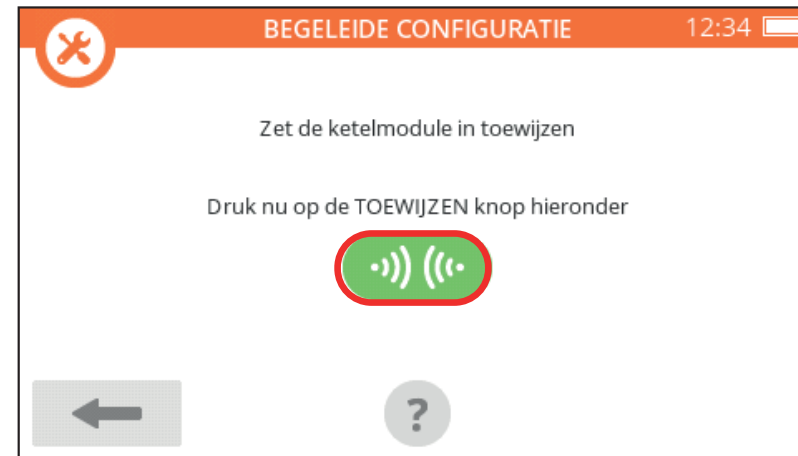 BEGELEIDE CONFIGURATIE 12:34
Zet de ketelmodule in toewijzen
Druk nu op de TOEWIJZEN knop hieronder
?